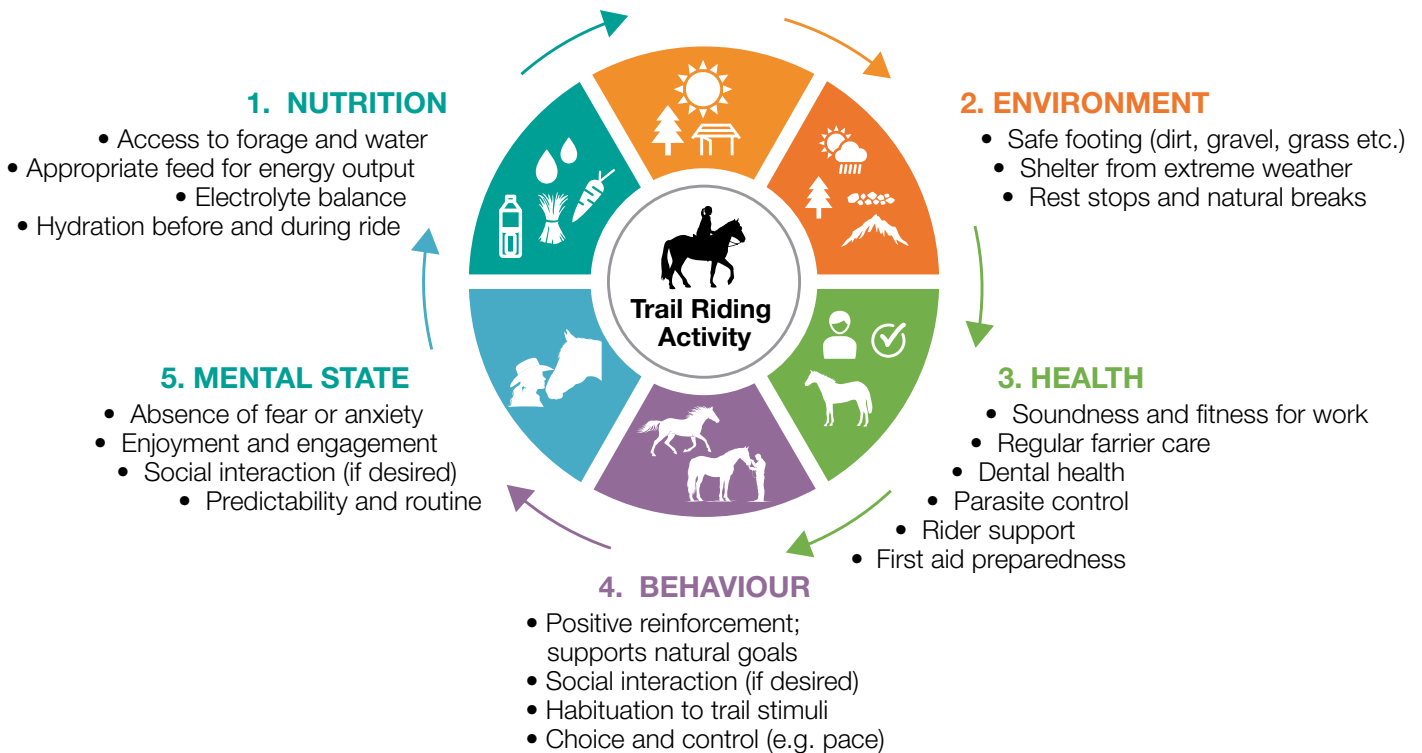 1. NUTRITION
• Access to forage and water
• Appropriate feed for energy output
• Electrolyte balance
• Hydration before and during ride
2. ENVIRONMENT
• Safe footing (dirt, gravel, grass etc.)
• Shelter from extreme weather
• Rest stops and natural breaks
Trail Riding
Activity
3. HEALTH
• Soundness and fitness for work
• Regular farrier care
• Dental health
• Parasite control
• Rider support
• First aid preparedness
4. BEHAVIOUR
• Positive reinforcement;
supports natural goals
• Social interaction (if desired)
• Habituation to trail stimuli
• Choice and control (e.g. pace)
5. MENTAL STATE
• Absence of fear or anxiety
• Enjoyment and engagement
• Social interaction (if desired)
• Predictability and routine